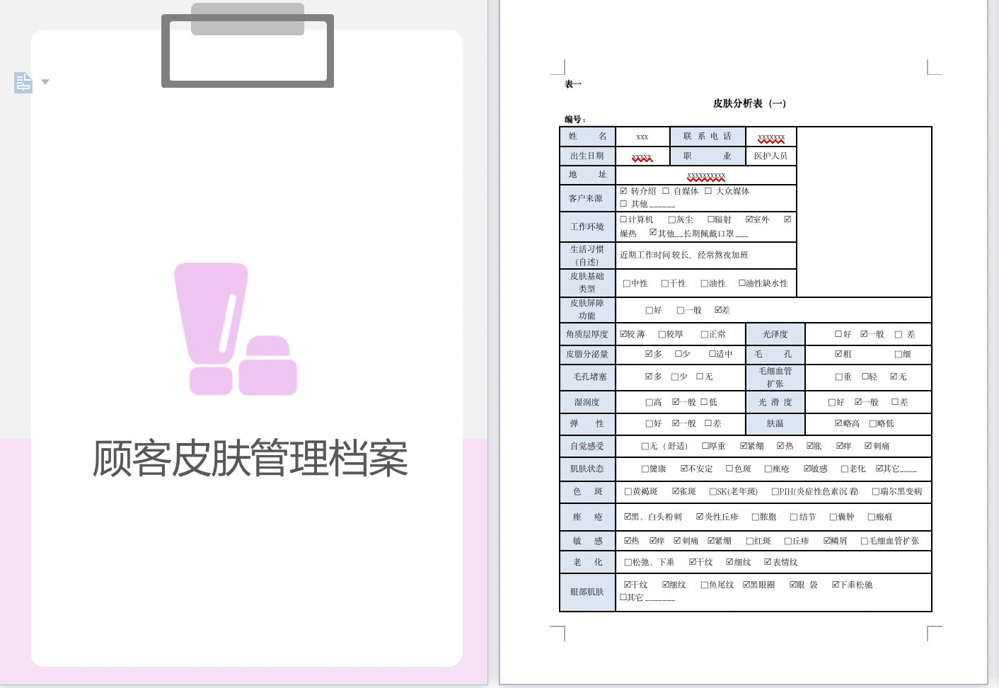 顾客皮肤管理档案
表一
皮肤分析表（一）
编号：
姓 名 xxx 联 系 电 话 xxxxxxx
出生日期 xxxxx 职 业 医护人员
地 址 xxxxxxxxxx
客户来源 ☑ 转介绍 ☐ 自媒体 ☐ 大众媒体
☐ 其他______
工作环境 ☐计算机 ☐灰尘 ☐辐射 ☑室外 ☑
燥热 ☑其他__长期佩戴口罩___
生活习惯
（自述）
近期工作时间较长，经常熬夜加班
皮肤基础
类型
☐中性 ☐干性 ☐油性 ☐油性缺水性
皮肤屏障
功能
☐好 ☐一般 ☑差
角质层厚度 ☑较薄 ☐较厚 ☐正常 光泽度 ☐好 ☑一般 ☐ 差
皮脂分泌量 ☑多 ☐少 ☐适中 毛 孔 ☑粗 ☐细
毛孔堵塞 ☑多 ☐少 ☐无 毛细血管
扩张
☐重 ☐轻 ☑无
湿润度 ☐高 ☑一般 ☐低 光 滑 度 ☐好 ☑一般 ☐差
弹 性 ☐好 ☑一般 ☐差 肤温 ☑略高 ☐略低
自觉感受 ☐无（舒适） ☐厚重 ☑紧绷 ☑热 ☑胀 ☑痒 ☑刺痛
肌肤状态 ☐健康 ☑不安定 ☐色斑 ☐痤疮 ☑敏感 ☐老化 ☑其它____
色 斑 ☐黄褐斑 ☑雀斑 ☐SK(老年斑) ☐PIH(炎症性色素沉着) ☐瑞尔黑变病
痤 疮 ☑黑、白头粉刺 ☑炎性丘疹 ☐脓胞 ☐结节 ☐囊肿 ☐瘢痕
敏 感 ☑热 ☑痒 ☑刺痛 ☑紧绷 ☐红斑 ☐丘疹 ☑鳞屑 ☐毛细血管扩张
老 化 ☐松弛、下垂 ☑干纹 ☑细纹 ☑表情纹
眼部肌肤 ☑干纹 ☑细纹 ☐鱼尾纹 ☑黑眼圈 ☑眼 袋 ☑下垂松驰
☐其它_______